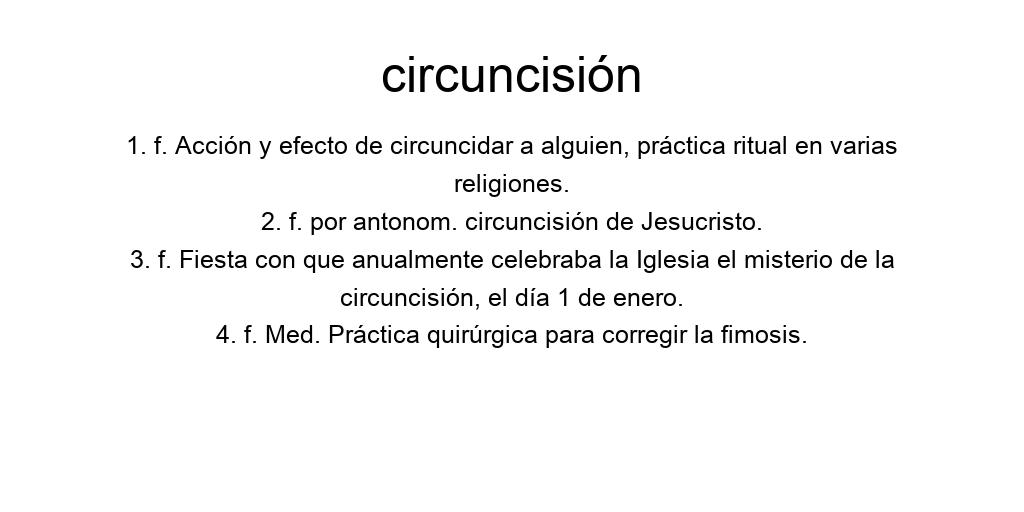 circuncisión
1. f. Acción y efecto de circuncidar a alguien, práctica ritual en varias
religiones.
2. f. por antonom. circuncisión de Jesucristo.
3. f. Fiesta con que anualmente celebraba la Iglesia el misterio de la
circuncisión, el día 1 de enero.
4. f. Med. Práctica quirúrgica para corregir la fimosis.